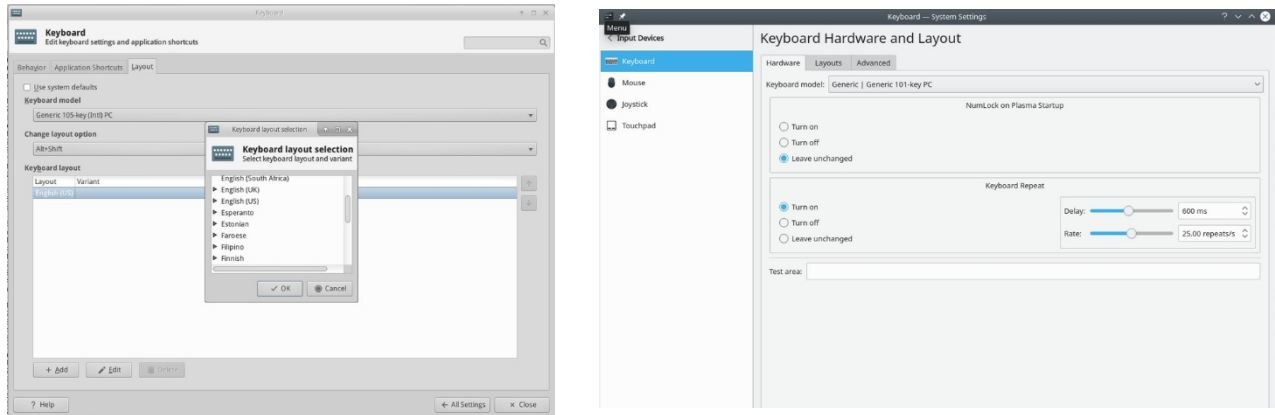 Keyboard
Keyboard
Edit keyboard settings and application shortcuts
Behavior Application Shortcuts Layout
Use system defaults
Keyboard model
Generic 105-key (Intl) PC
Change layout option
Alt+Shift
Keyboard layout
Layout Variant
English (US)
Keyboard layout selection
Keyboard layout selection
Select keyboard layout and variant
English (South Africa)
English (UK)
English (US)
Esperanto
Estonian
Faroese
Filipino
Finnish
OK Cancel
+ Add Edit Delete
? Help
All Settings
Close
Keyboard — System Settings
Menu
Input Devices
Keyboard
Mouse
Joystick
Touchpad
Keyboard Hardware and Layout
Hardware Layouts Advanced
Keyboard model: Generic | Generic 101-key PC
NumLock on Plasma Startup
Turn on
Turn off
Leave unchanged
Keyboard Repeat
Turn on
Turn off
Leave unchanged
Delay: 600 ms
Rate: 25.00 repeats/s
Test area: